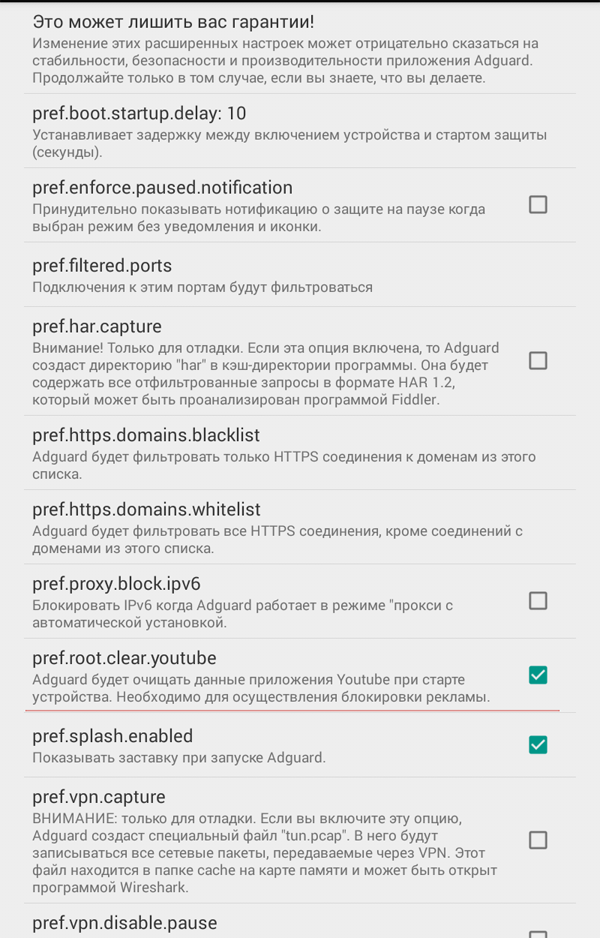 Это может лишить вас гарантии!
Изменение этих расширенных настроек может отрицательно сказаться на
стабильности, безопасности и производительности приложения Adguard.
Продолжайте только в том случае, если вы знаете, что вы делаете.
pref.boot.startup.delay: 10
Устанавливает задержку между включением устройства и стартом защиты
(секунды).
pref.enforce.paused.notification
Принудительно показывать нотификацию о защите на паузе когда
выбран режим без уведомления и иконки.
pref.filtered.ports
Подключения к этим портам будут фильтроваться
pref.har.capture
Внимание! Только для отладки. Если эта опция включена, то Adguard
создаст директорию "har" в кэш-директории программы. Она будет
содержать все отфильтрованные запросы в формате HAR 1.2,
который может быть проанализирован программой Fiddler.
pref.https.domains.blacklist
Adguard будет фильтровать только HTTPS соединения к доменам из этого
списка.
pref.https.domains.whitelist
Adguard будет фильтровать все HTTPS соединения, кроме соединений с
доменами из этого списка.
pref.proxy.block.ipv6
Блокировать IPv6 когда Adguard работает в режиме "прокси с
автоматической установкой.
pref.root.clear.youtube
Adguard будет очищать данные приложения Youtube при старте
устройства. Необходимо для осуществления блокировки рекламы.
pref.splash.enabled
Показывать заставку при запуске Adguard.
pref.vpn.capture
ВНИМАНИЕ: только для отладки. Если вы включите эту опцию,
Adguard создаст специальный файл "tun.pcap". В него будут
записываться все сетевые пакеты, передаваемые через VPN. Этот
файл находится в папке cache на карте памяти и может быть открыт
программой Wireshark.
pref.vpn.disable.pause